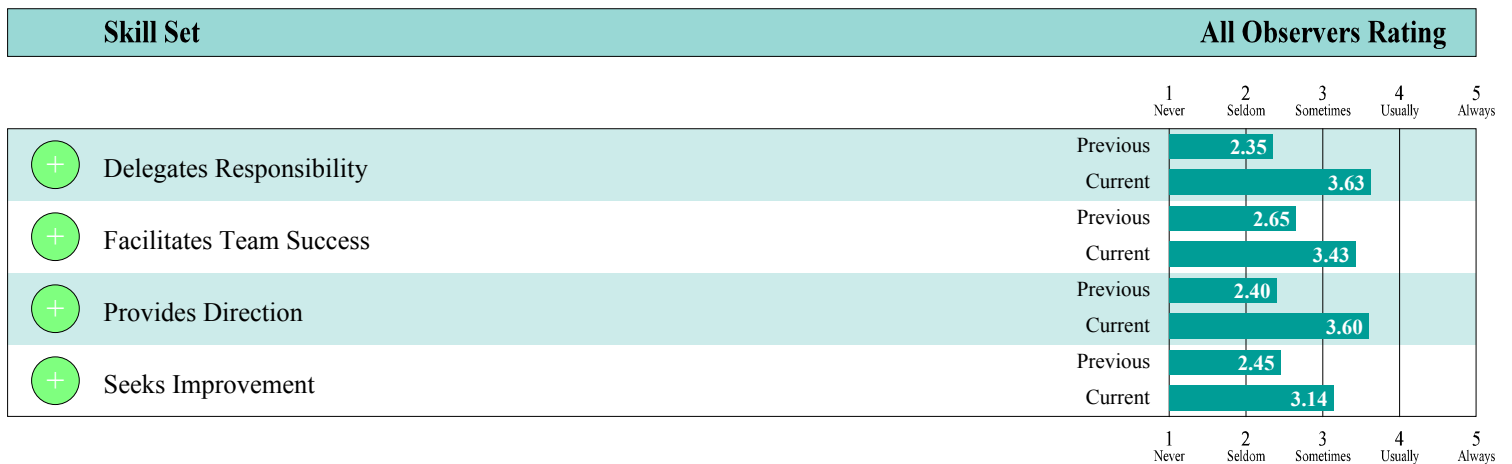 Skill Set All Observers Rating
1 2 3 4 5
Never Seldom Sometimes Usually Always
Previous 2.35
+ Delegates Responsibility
Current 3.63
Previous 2.65
+ Facilitates Team Success
Current 3.43
Previous 2.40
+ Provides Direction
Current 3.60
Previous 2.45
+ Seeks Improvement
Current 3.14
1 2 3 4 5
Never Seldom Sometimes Usually Always